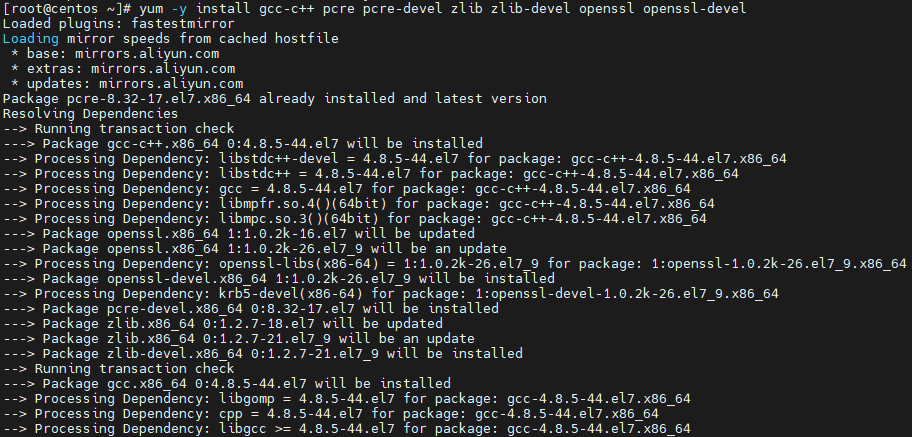 [root@centos ~]# yum -y install gcc-c++ pcre pcre-devel zlib zlib-devel openssl openssl-devel
Loaded plugins: fastestmirror
Loading mirror speeds from cached hostfile
 * base: mirrors.aliyun.com
 * extras: mirrors.aliyun.com
 * updates: mirrors.aliyun.com
Package pcre-8.32-17.el7.x86_64 already installed and latest version
Resolving Dependencies
--> Running transaction check
---> Package gcc-c++.x86_64 0:4.8.5-44.el7 will be installed
--> Processing Dependency: libstdc++-devel = 4.8.5-44.el7 for package: gcc-c++-4.8.5-44.el7.x86_64
--> Processing Dependency: libstdc++ = 4.8.5-44.el7 for package: gcc-c++-4.8.5-44.el7.x86_64
--> Processing Dependency: gcc = 4.8.5-44.el7 for package: gcc-c++-4.8.5-44.el7.x86_64
--> Processing Dependency: libmpfr.so.4()(64bit) for package: gcc-c++-4.8.5-44.el7.x86_64
--> Processing Dependency: libmpc.so.3()(64bit) for package: gcc-c++-4.8.5-44.el7.x86_64
---> Package openssl.x86_64 1:1.0.2k-16.el7 will be updated
---> Package openssl.x86_64 1:1.0.2k-26.el7_9 will be an update
--> Processing Dependency: openssl-libs(x86-64) = 1:1.0.2k-26.el7_9 for package: 1:openssl-1.0.2k-26.el7_9.x86_64
---> Package openssl-devel.x86_64 1:1.0.2k-26.el7_9 will be installed
--> Processing Dependency: krb5-devel(x86-64) for package: 1:openssl-devel-1.0.2k-26.el7_9.x86_64
---> Package pcre-devel.x86_64 0:8.32-17.el7 will be installed
---> Package zlib.x86_64 0:1.2.7-18.el7 will be updated
---> Package zlib.x86_64 0:1.2.7-21.el7_9 will be an update
---> Package zlib-devel.x86_64 0:1.2.7-21.el7_9 will be installed
--> Running transaction check
---> Package gcc.x86_64 0:4.8.5-44.el7 will be installed
--> Processing Dependency: libgomp = 4.8.5-44.el7 for package: gcc-4.8.5-44.el7.x86_64
--> Processing Dependency: cpp = 4.8.5-44.el7 for package: gcc-4.8.5-44.el7.x86_64
--> Processing Dependency: libgcc >= 4.8.5-44.el7 for package: gcc-4.8.5-44.el7.x86_64